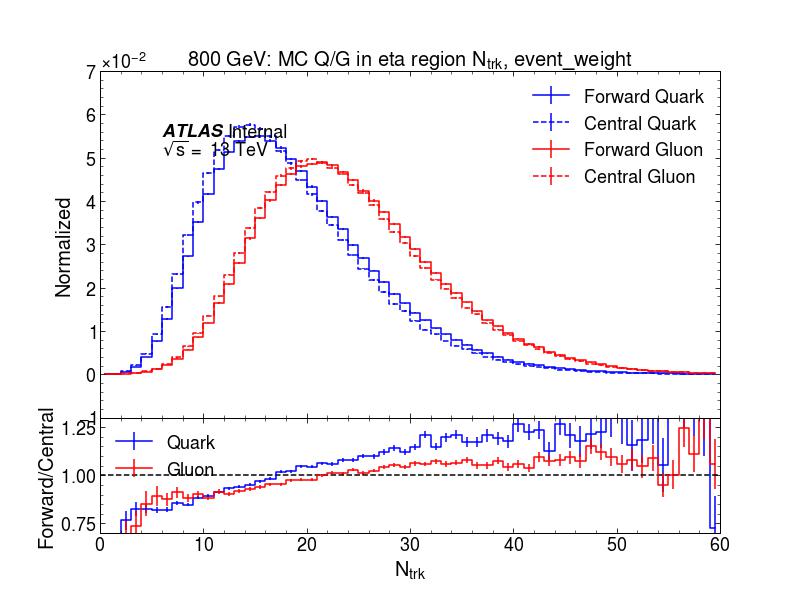 ×10⁻²
800 GeV: MC Q/G in eta region N_trk, event_weight
7
6
5
4
3
2
1
0
1
Normalized
ATLAS Internal
√s = 13 TeV
Forward Quark
Central Quark
Forward Gluon
Central Gluon
Forward/Central
1.25
1.00
0.75
Quark
Gluon
0 10 20 30 40 50 60
N_trk